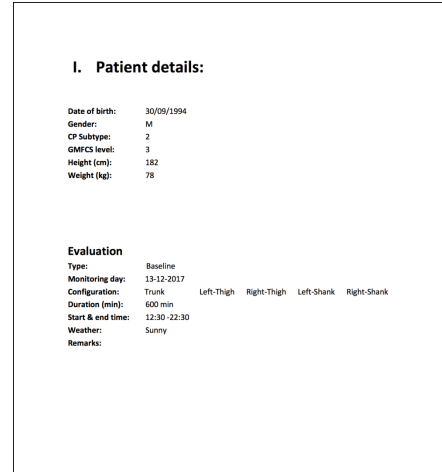 I. Patient details:
Date of birth: 30/09/1994
Gender: M
CP Subtype: 2
GMFCS level: 3
Height (cm): 182
Weight (kg): 78
Evaluation
Type: Baseline
Monitoring day: 13-12-2017
Configuration: Trunk Left-Thigh Right-Thigh Left-Shank Right-Shank
Duration (min): 600 min
Start & end time: 12:30 -22:30
Weather: Sunny
Remarks: